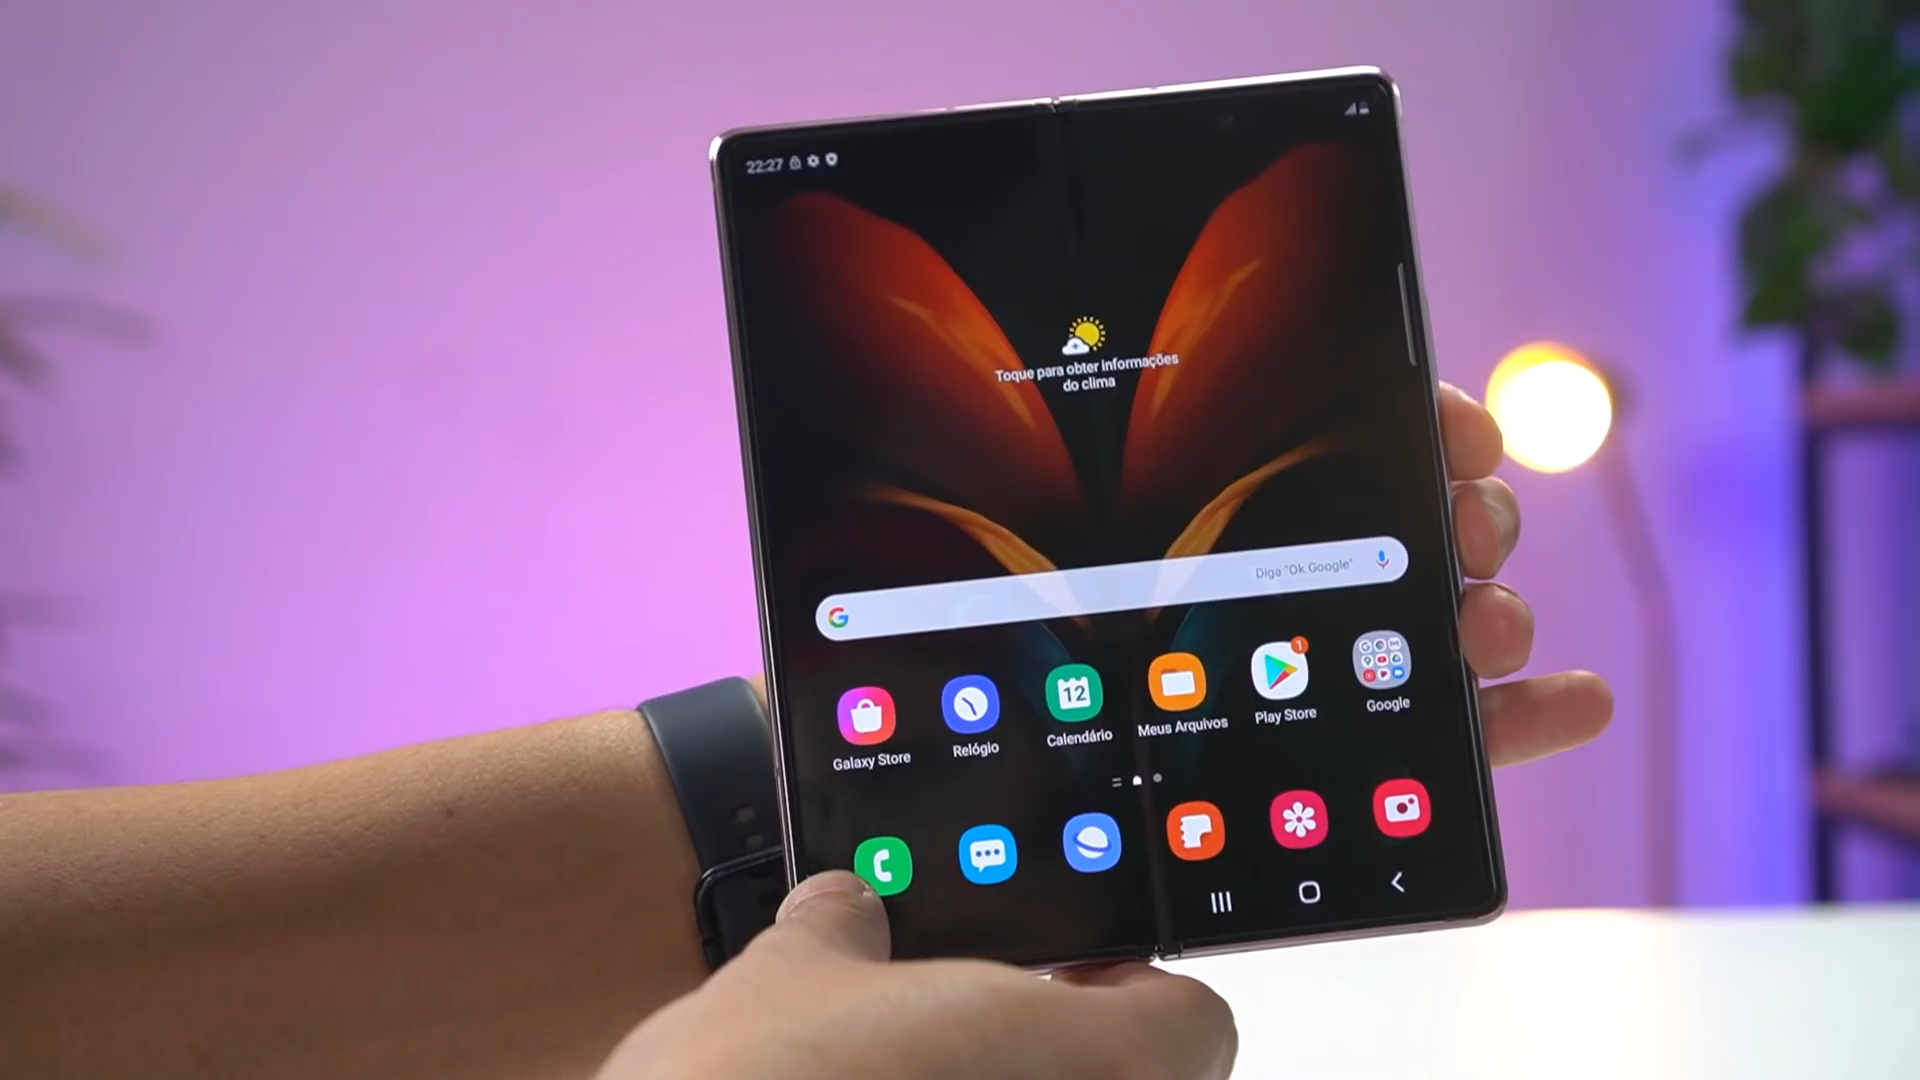 22:27
Toque para obter informações
do clima
G
Diga "Ok Google"
12
1
Galaxy Store
Relógio
Calendário
Meus Arquivos
Play Store
Google